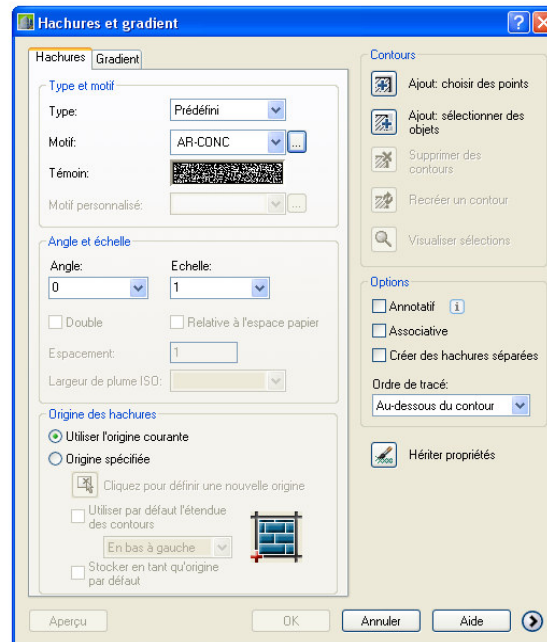 Hachures et gradient
Hachures
Gradient
Type et motif
Type:
Prédéfini
Motif:
AR-CONC
...
Témoin:
Motif personnalisé:
...
Angle et échelle
Angle:
Echelle:
0
1
Double
Relative à l'espace papier
Espacement:
1
Largeur de plume ISO:
Origine des hachures
Utiliser l'origine courante
Origine spécifiée
Cliquez pour définir une nouvelle origine
Utiliser par défaut l'étendue
des contours
En bas à gauche
Stocker en tant qu'origine
par défaut
Contours
Ajout: choisir des points
Ajout: sélectionner des
objets
Supprimer des
contours
Recréer un contour
Visualiser sélections
Options
Annotatif
i
Associative
Créer des hachures séparées
Ordre de tracé:
Au-dessous du contour
Hériter propriétés
Aperçu
OK
Annuler
Aide